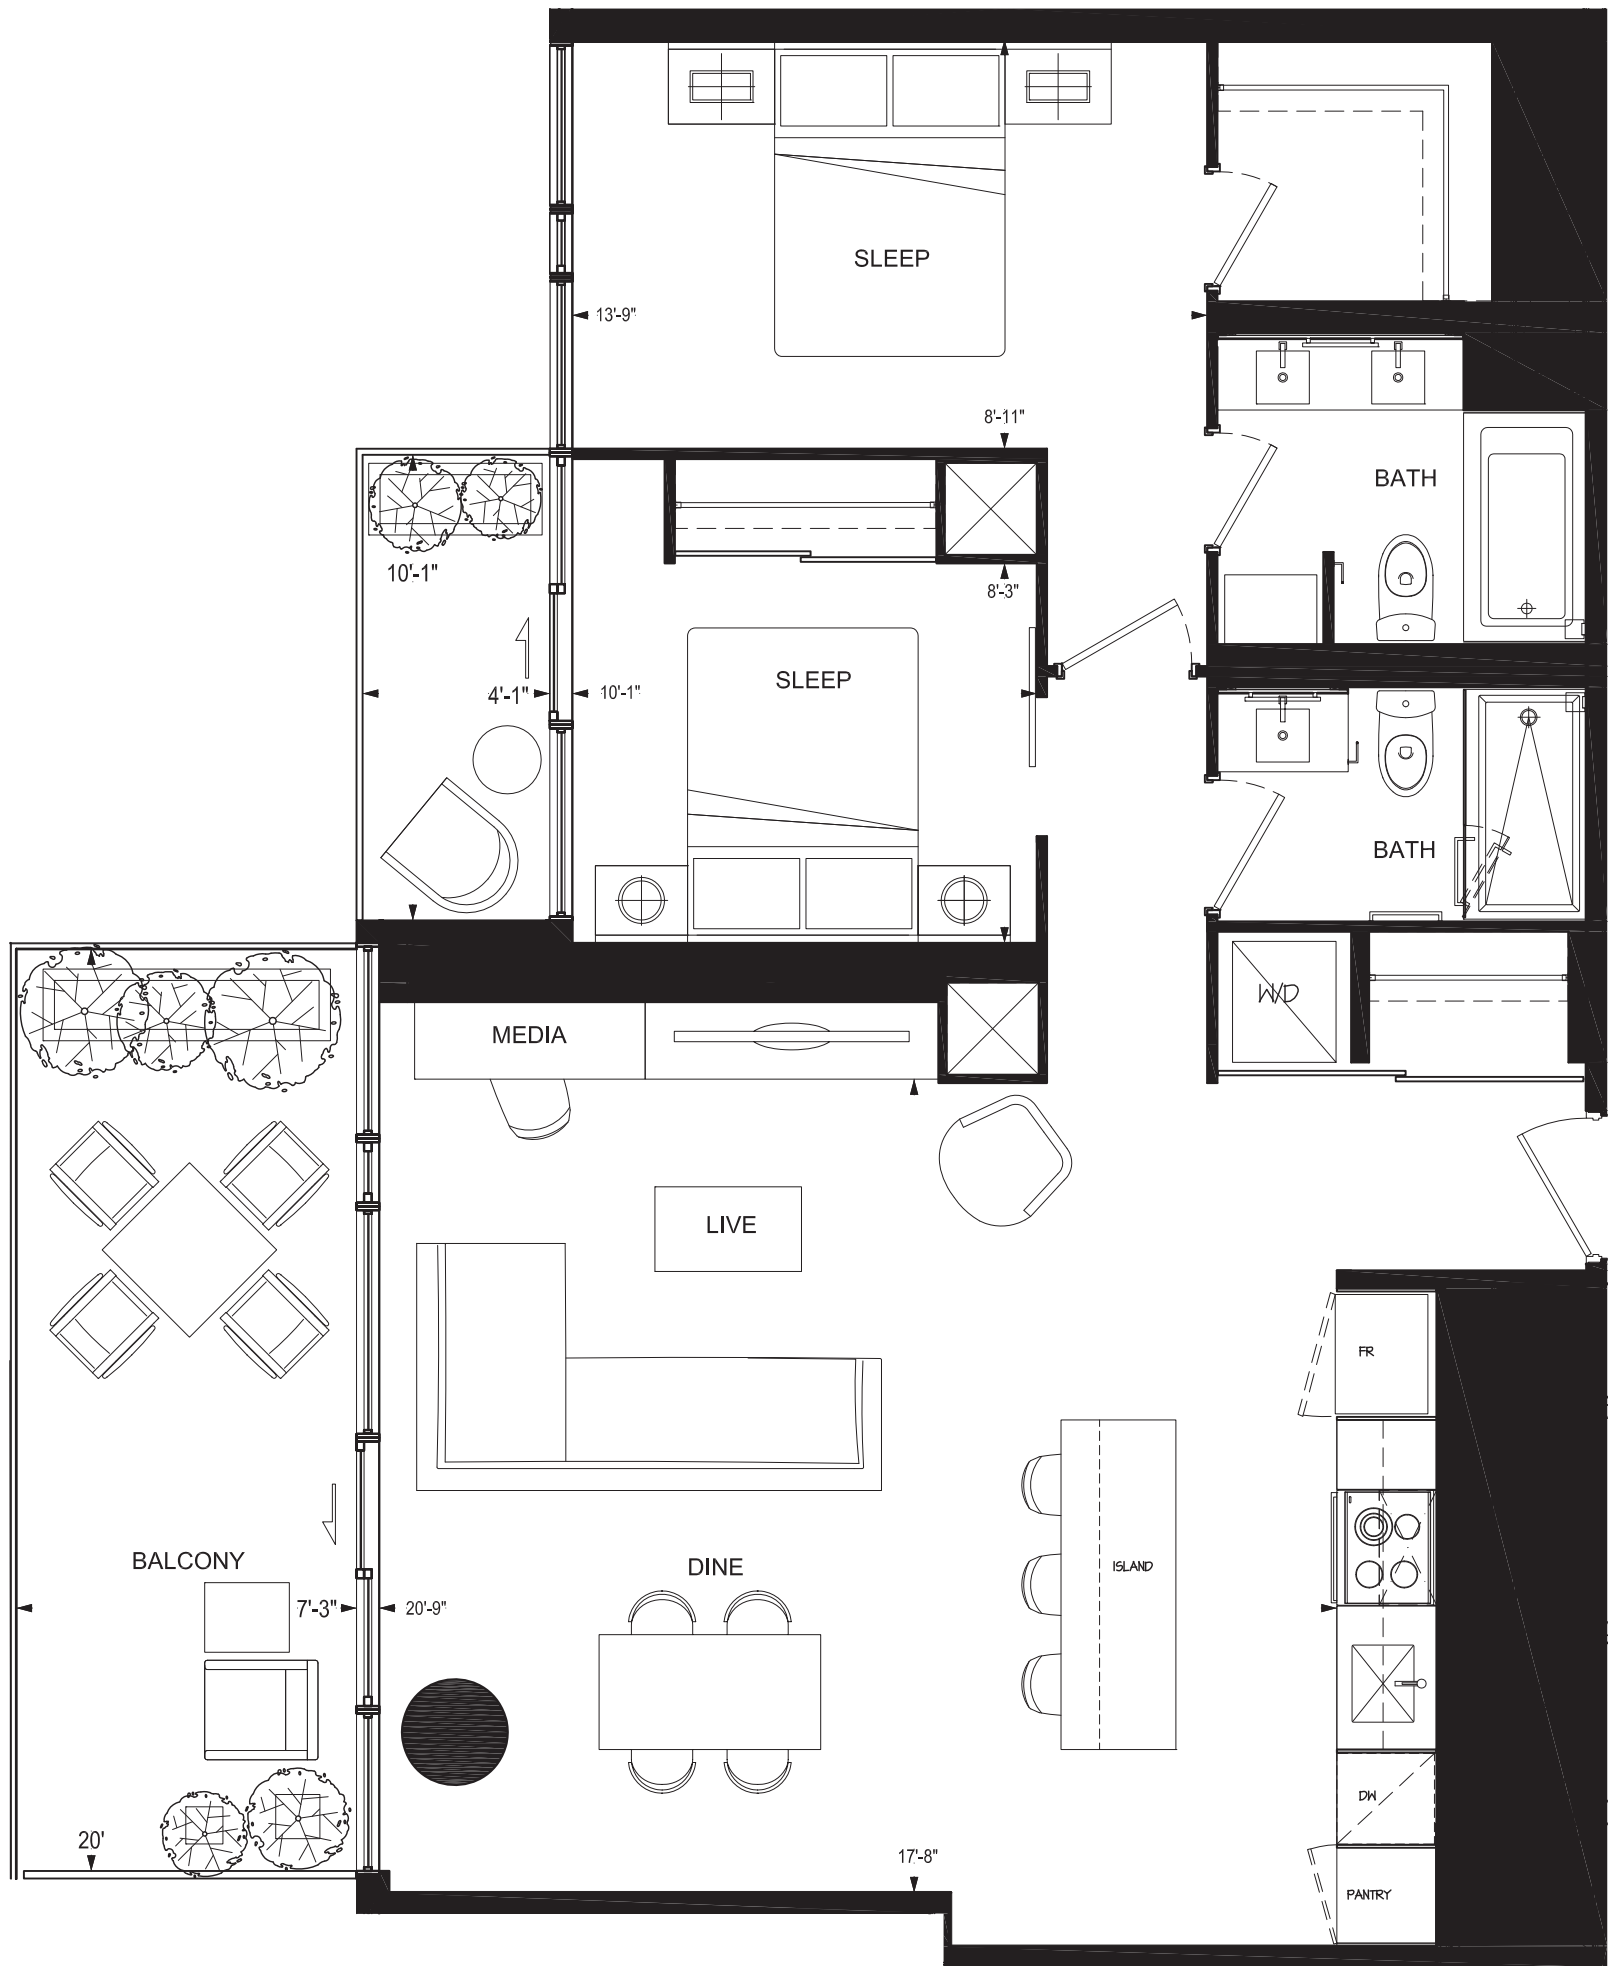 SLEEP
13'-9"
8'-11"
BATH
10'-1"
8'-3"
SLEEP
4'-1"
10'-1"
BATH
W/D
MEDIA
LIVE
FR
BALCONY
DINE
ISLAND
7'-3"
20'-9"
DW
20'
17'-8"
PANTRY